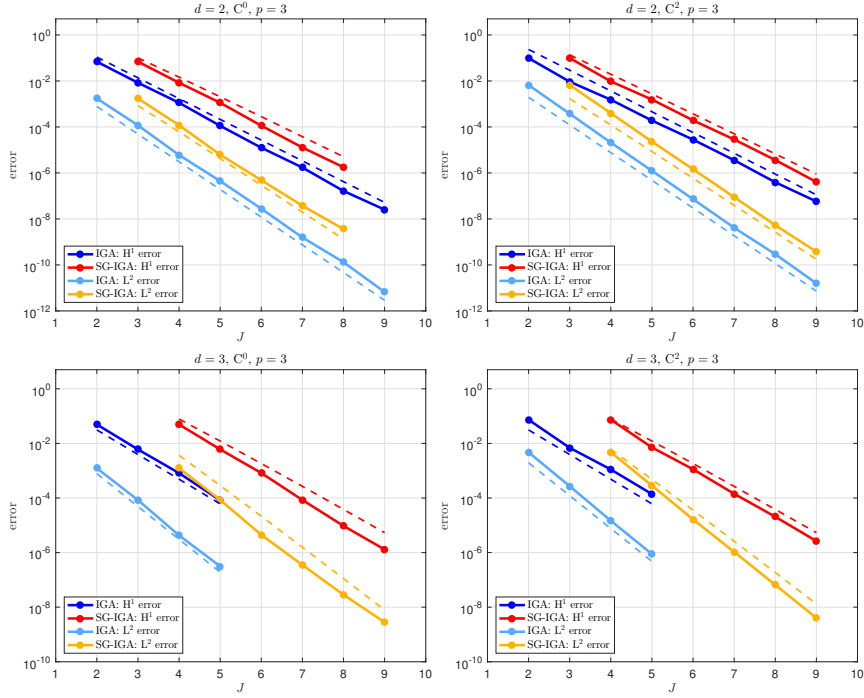 d = 2, C⁰, p = 3
10⁰
10⁻²
10⁻⁴
10⁻⁶
10⁻⁸
10⁻¹⁰
10⁻¹²
error
IGA: H¹ error
SG-IGA: H¹ error
IGA: L² error
SG-IGA: L² error
1 2 3 4 5 6 7 8 9 10
J
d = 2, C², p = 3
10⁰
10⁻²
10⁻⁴
10⁻⁶
10⁻⁸
10⁻¹⁰
10⁻¹²
error
IGA: H¹ error
SG-IGA: H¹ error
IGA: L² error
SG-IGA: L² error
1 2 3 4 5 6 7 8 9 10
J
d = 3, C⁰, p = 3
10⁰
10⁻²
10⁻⁴
10⁻�6
10⁻⁸
10⁻¹⁰
error
IGA: H¹ error
SG-IGA: H¹ error
IGA: L² error
SG-IGA: L² error
1 2 3 4 5 6 7 8 9 10
J
d = 3, C², p = 3
10⁰
10⁻²
10⁻⁴
10⁻⁶
10⁻⁸
10⁻¹⁰
error
IGA: H¹ error
SG-IGA: H¹ error
IGA: L² error
SG-IGA: L² error
1 2 3 4 5 6 7 8 9 10
J